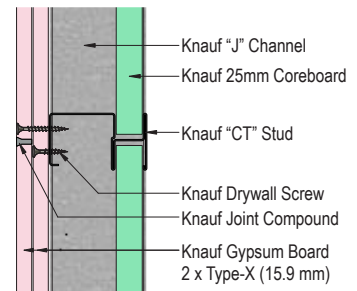 Knauf “J” Channel
Knauf 25mm Coreboard
Knauf “CT” Stud
Knauf Drywall Screw
Knauf Joint Compound
Knauf Gypsum Board
2 x Type-X (15.9 mm)